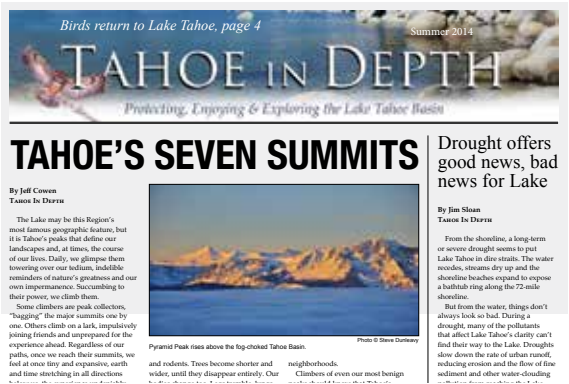 Birds return to Lake Tahoe, page 4
Summer 2014
TAHOE IN DEPTH
Protecting, Enjoying & Exploring the Lake Tahoe Basin
TAHOE'S SEVEN SUMMITS
By Jeff Cowen
TAHOE IN DEPTH
The Lake may be this Region's
most famous geographic feature, but
it is Tahoe's peaks that define our
landscapes and, at times, the course
of our lives. Daily, we glimpse them
towering over our tedium, indelible
reminders of nature's greatness and our
own impermanence. Succumbing to
their power, we climb them.
Some climbers are peak collectors,
"bagging" the major summits one by
one. Others climb on a lark, impulsively
joining friends and unprepared for the
experience ahead. Regardless of our
paths, once we reach their summits, we
feel at once tiny and expansive, earth
and time stretching in all directions
Photo © Steve Dunleavy
Pyramid Peak rises above the fog-choked Tahoe Basin.
and rodents. Trees become shorter and
wider, until they disappear entirely. Our
neighborhoods.
Climbers of even our most benign
Drought offers
good news, bad
news for Lake
By Jim Sloan
TAHOE IN DEPTH
From the shoreline, a long-term
or severe drought seems to put
Lake Tahoe in dire straits. The water
recedes, streams dry up and the
shoreline beaches expand to expose
a bathtub ring along the 72-mile
shoreline.
But from the water, things don't
always look so bad. During a
drought, many of the pollutants
that affect Lake Tahoe's clarity can't
find their way to the Lake. Droughts
slow down the rate of urban runoff,
reducing erosion and the flow of fine
sediment and other water-clouding